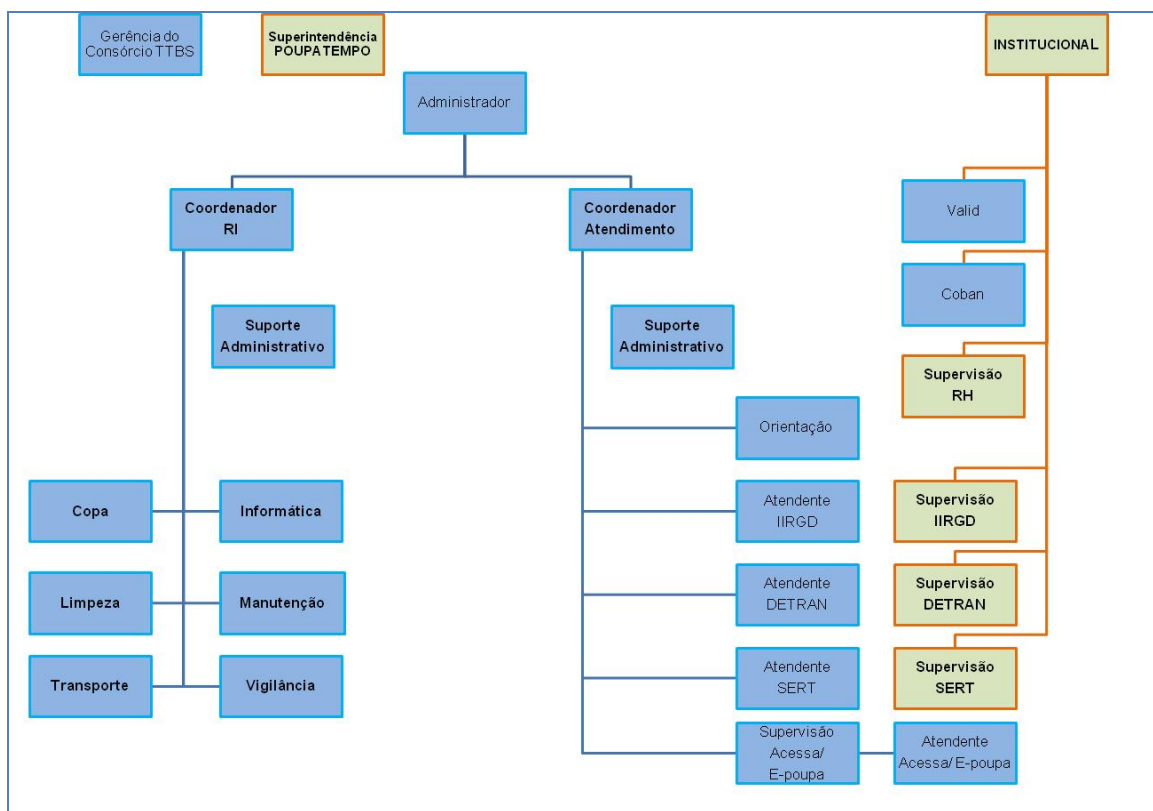 Gerência do
Consórcio TTBS
Superintendência
POUPATEMPO
INSTITUCIONAL
Administrador
Coordenador
RI
Coordenador
Atendimento
Valid
Coban
Suporte
Administrativo
Suporte
Administrativo
Supervisão
RH
Orientação
Copa
Informática
Atendente
IIRGD
Supervisão
IIRGD
Limpeza
Manutenção
Atendente
DETRAN
Supervisão
DETRAN
Transporte
Vigilância
Atendente
SERT
Supervisão
SERT
Supervisão
Acessa/
E-poupa
Atendente
Acessa/ E-poupa